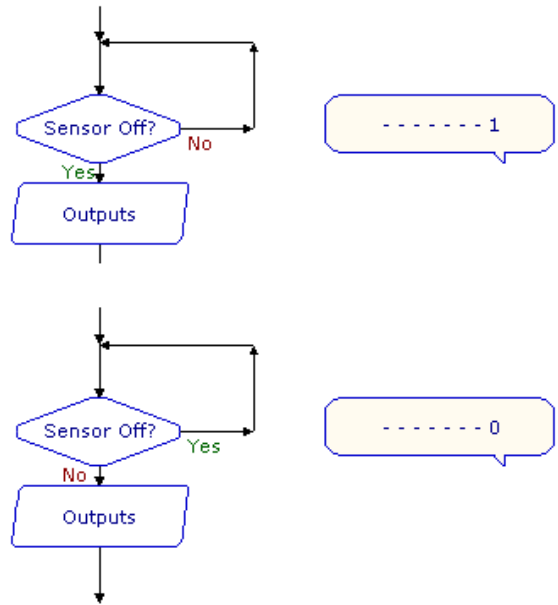 Sensor Off?
- - - - - - - 1
No
Yes
Outputs
Sensor Off?
- - - - - - - 0
Yes
No
Outputs